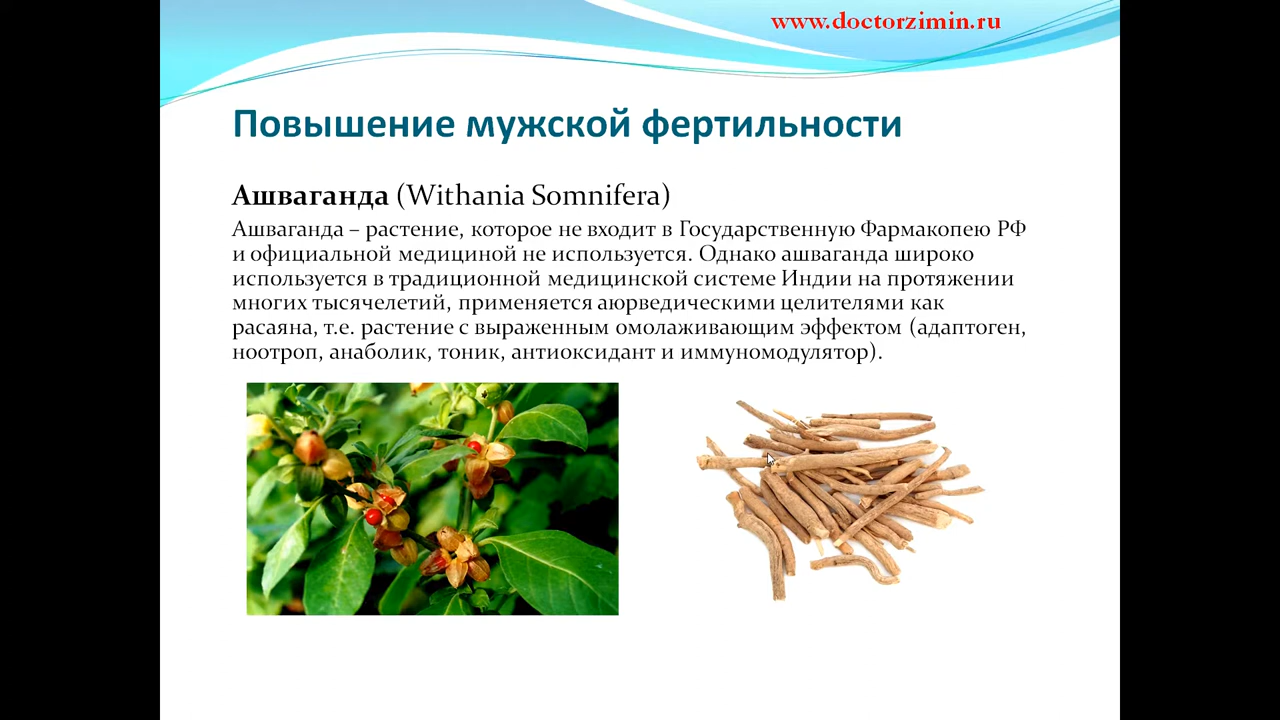 www.doctorzimin.ru
Повышение мужской фертильности
Ашваганда (Withania Somnifera)
Ашваганда – растение, которое не входит в Государственную Фармакопею РФ
и официальной медициной не используется. Однако ашваганда широко
используется в традиционной медицинской системе Индии на протяжении
многих тысячелетий, применяется аюрведическими целителями как
расаяна, т.е. растение с выраженным омолаживающим эффектом (адаптоген,
ноотроп, анаболик, тоник, антиоксидант и иммуномодулятор).